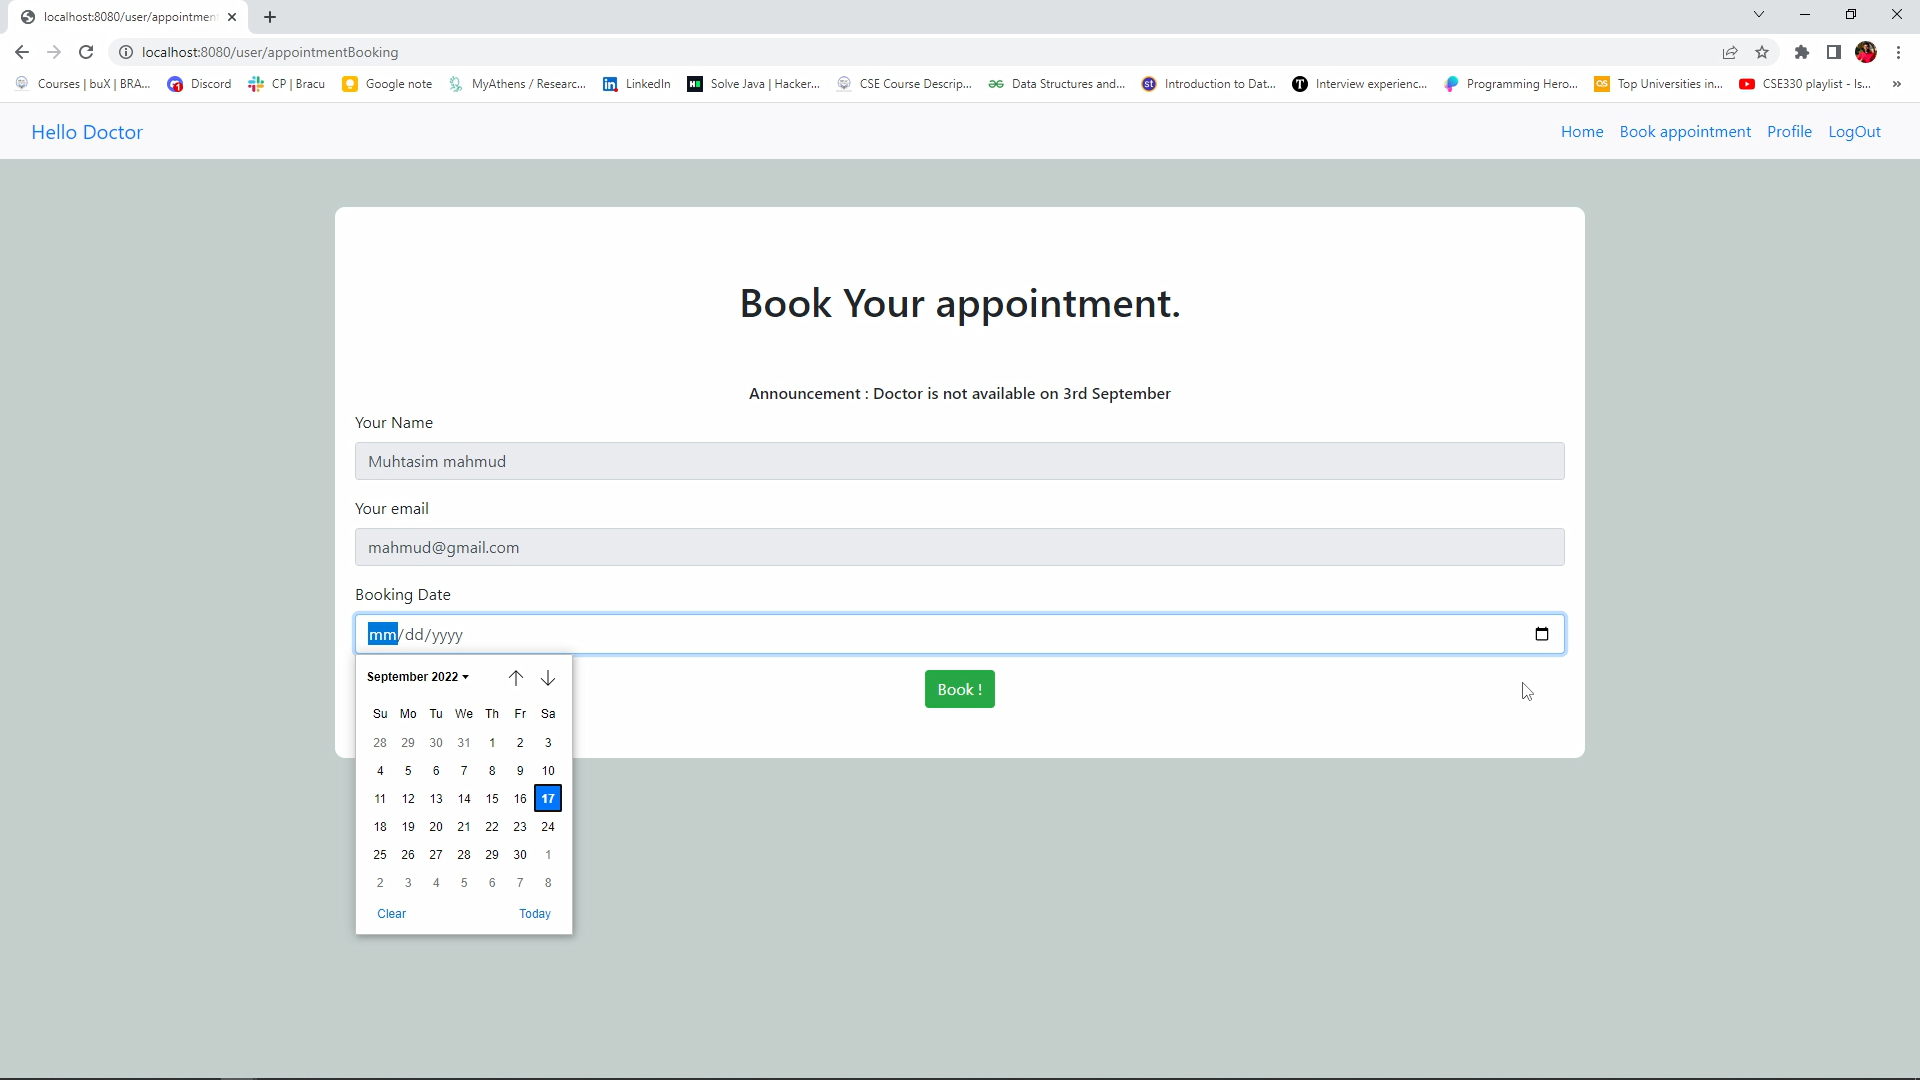 localhost:8080/user/appointmen
localhost:8080/user/appointmentBooking
Courses | buX | BRA... Discord CP | Bracu Google note MyAthens / Researc... LinkedIn Solve Java | Hacker... CSE Course Descrip... Data Structures and... Introduction to Dat... Interview experienc... Programming Hero... Top Universities in... CSE330 playlist - Is... »
Hello Doctor Home Book appointment Profile LogOut
Book Your appointment.
Announcement : Doctor is not available on 3rd September
Your Name
Muhtasim mahmud
Your email
mahmud@gmail.com
Booking Date
mm/dd/yyyy
September 2022
Book !
Su Mo Tu We Th Fr Sa
28 29 30 31 1 2 3
4 5 6 7 8 9 10
11 12 13 14 15 16 17
18 19 20 21 22 23 24
25 26 27 28 29 30 1
2 3 4 5 6 7 8
Clear Today